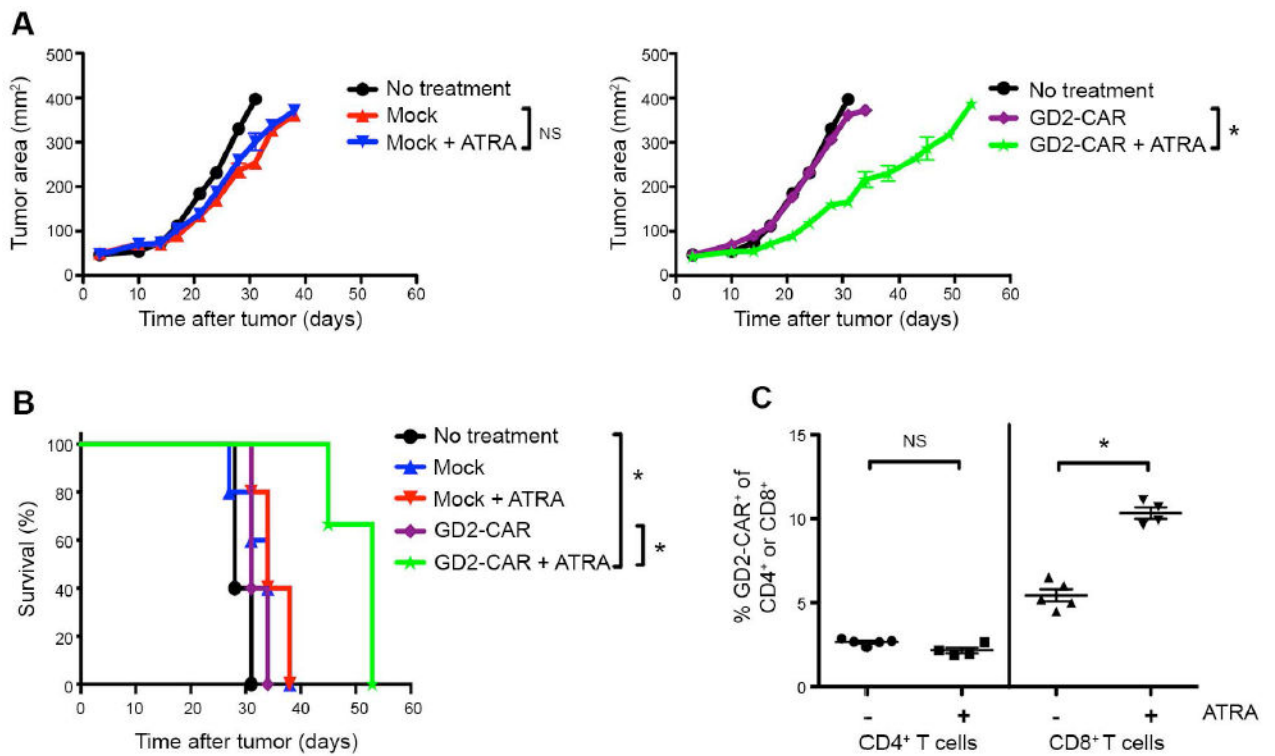 A
500
400
300
200
100
0
Tumor area (mm²)
0 10 20 30 40 50 60
Time after tumor (days)
No treatment
Mock
Mock + ATRA
NS
500
400
300
200
100
0
Tumor area (mm²)
0 10 20 30 40 50 60
Time after tumor (days)
No treatment
GD2-CAR
GD2-CAR + ATRA
*
B
100
80
60
40
20
0
Survival (%)
0 10 20 30 40 50 60
Time after tumor (days)
No treatment
Mock
Mock + ATRA
GD2-CAR
GD2-CAR + ATRA
*
*
C
15
10
5
0
% GD2-CAR⁺ of
CD4⁺ or CD8⁺
NS
*
- + - + ATRA
CD4⁺ T cells CD8⁺ T cells